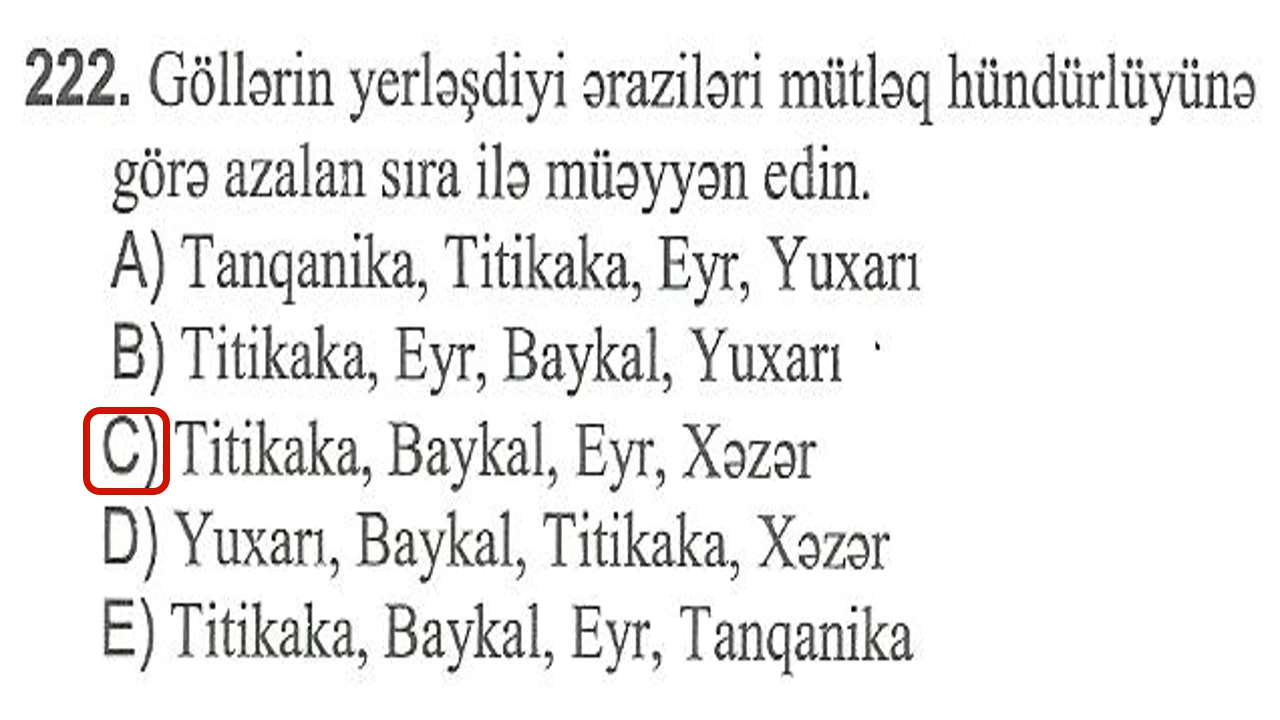 222. Göllərin yerləşdiyi əraziləri mütləq hündürlüyünə
görə azalan sıra ilə müəyyən edin.
A) Tanqanika, Titikaka, Eyr, Yuxarı
B) Titikaka, Eyr, Baykal, Yuxarı
C) Titikaka, Baykal, Eyr, Xəzər
D) Yuxarı, Baykal, Titikaka, Xəzər
E) Titikaka, Baykal, Eyr, Tanqanika